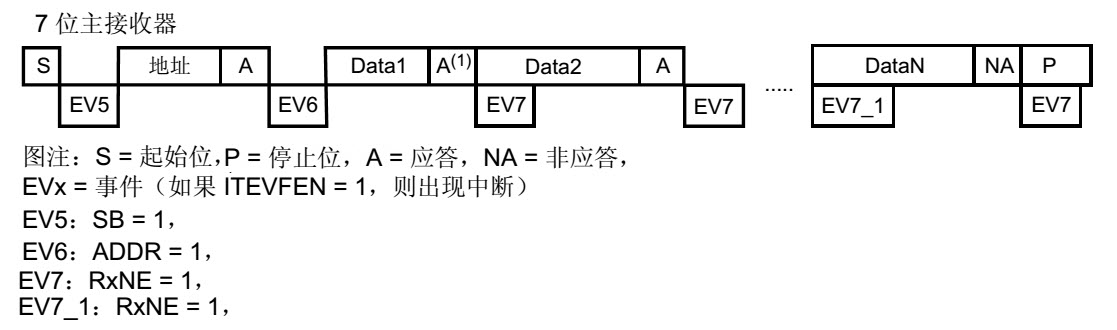 7 位主接收器
S 地址 A Data1 A(1) Data2 A DataN NA P
EV5 EV6 EV7 EV7 ..... EV7_1 EV7
图注：S = 起始位,P = 停止位，A = 应答，NA = 非应答，
EVx = 事件（如果 ITEVFEN = 1，则出现中断）
EV5：SB = 1，
EV6：ADDR = 1，
EV7：RxNE = 1，
EV7_1：RxNE = 1，